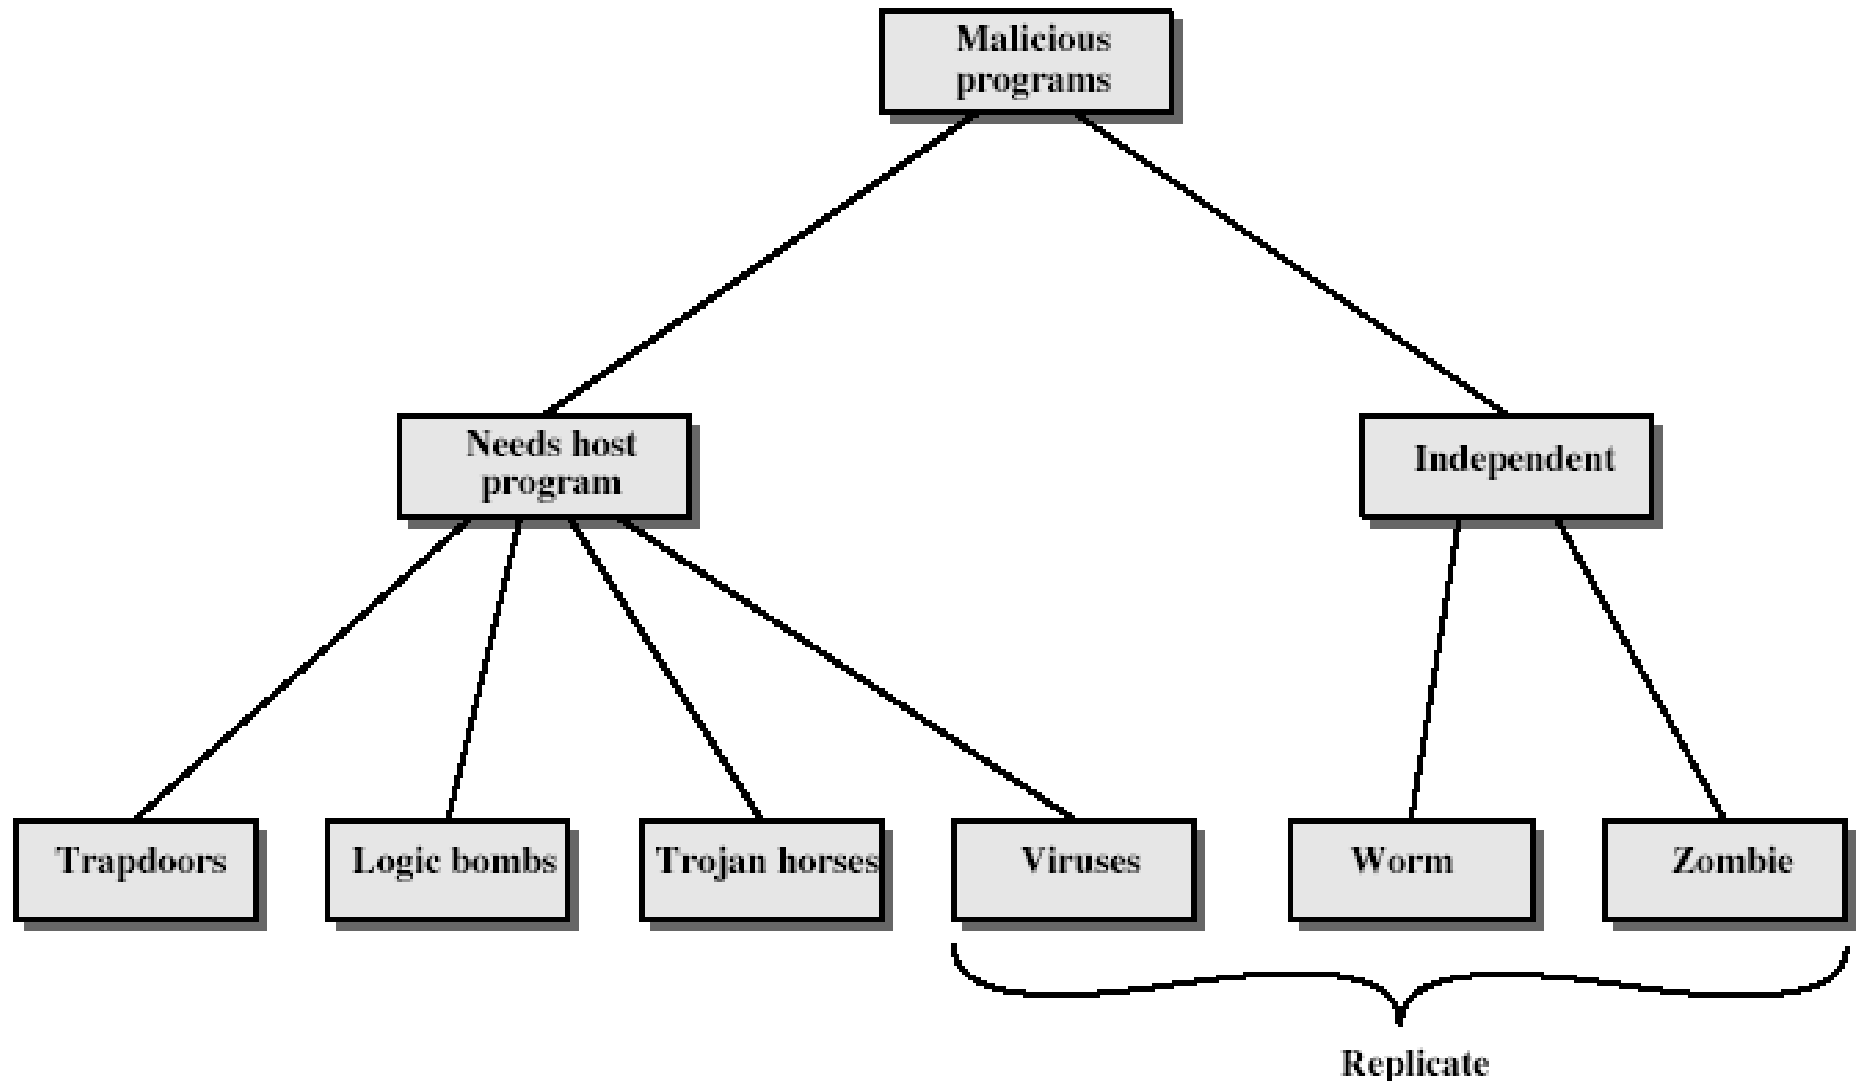 Malicious
programs
Needs host
program
Independent
Trapdoors
Logic bombs
Trojan horses
Viruses
Worm
Zombie
Replicate